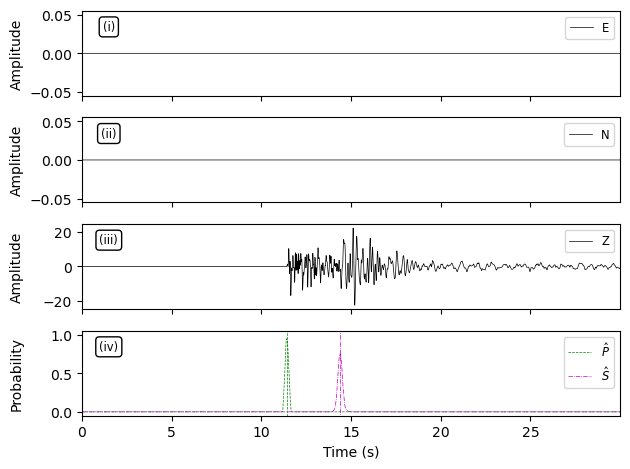 0.05
(i)
E
Amplitude
0.00
−0.05
0.05
(ii)
N
Amplitude
0.00
−0.05
20
(iii)
Z
Amplitude
0
−20
1.0
(iv)
P̂
Ŝ
Probability
0.5
0.0
0 5 10 15 20 25
Time (s)